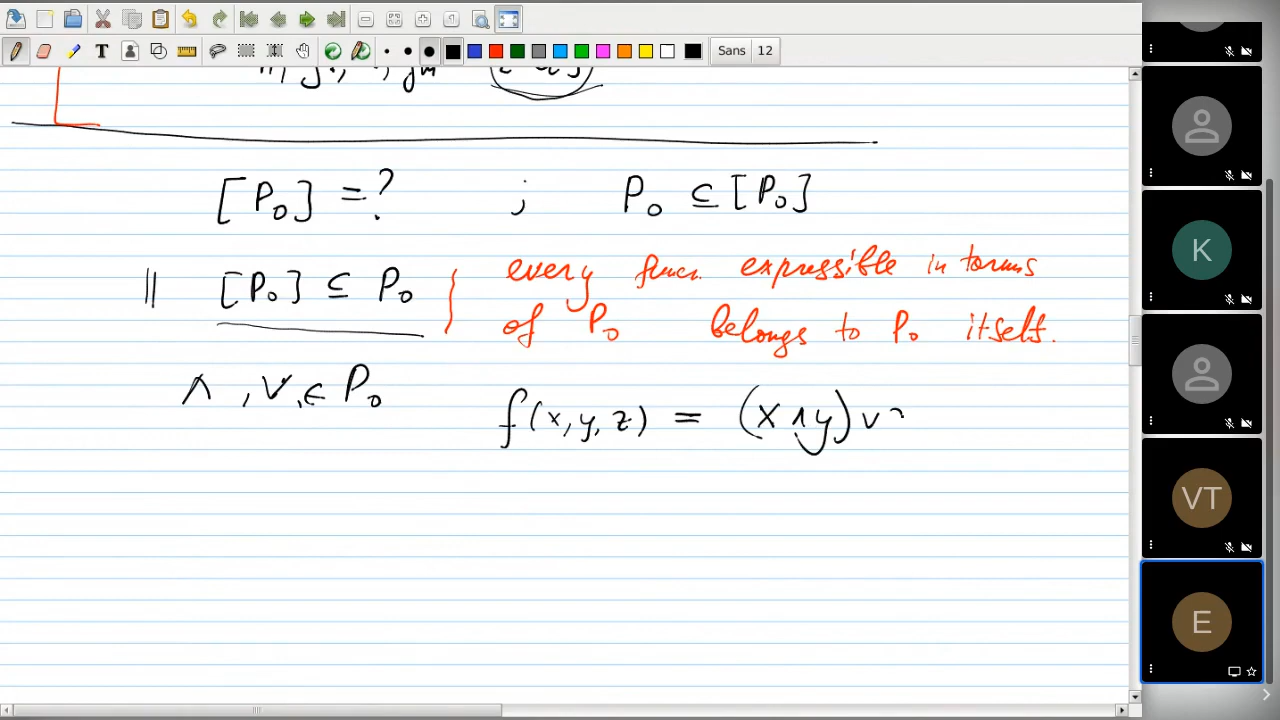 Sans 12
[P₀] = ? ; P₀ ⊆ [P₀]
|| [P₀] ⊆ P₀ } every func. expressible in terms
of P₀ belongs to P₀ itself.
∧, ∨, ∈ P₀ f(x, y, z) = (x ∧ y) ∨
K
VT
E